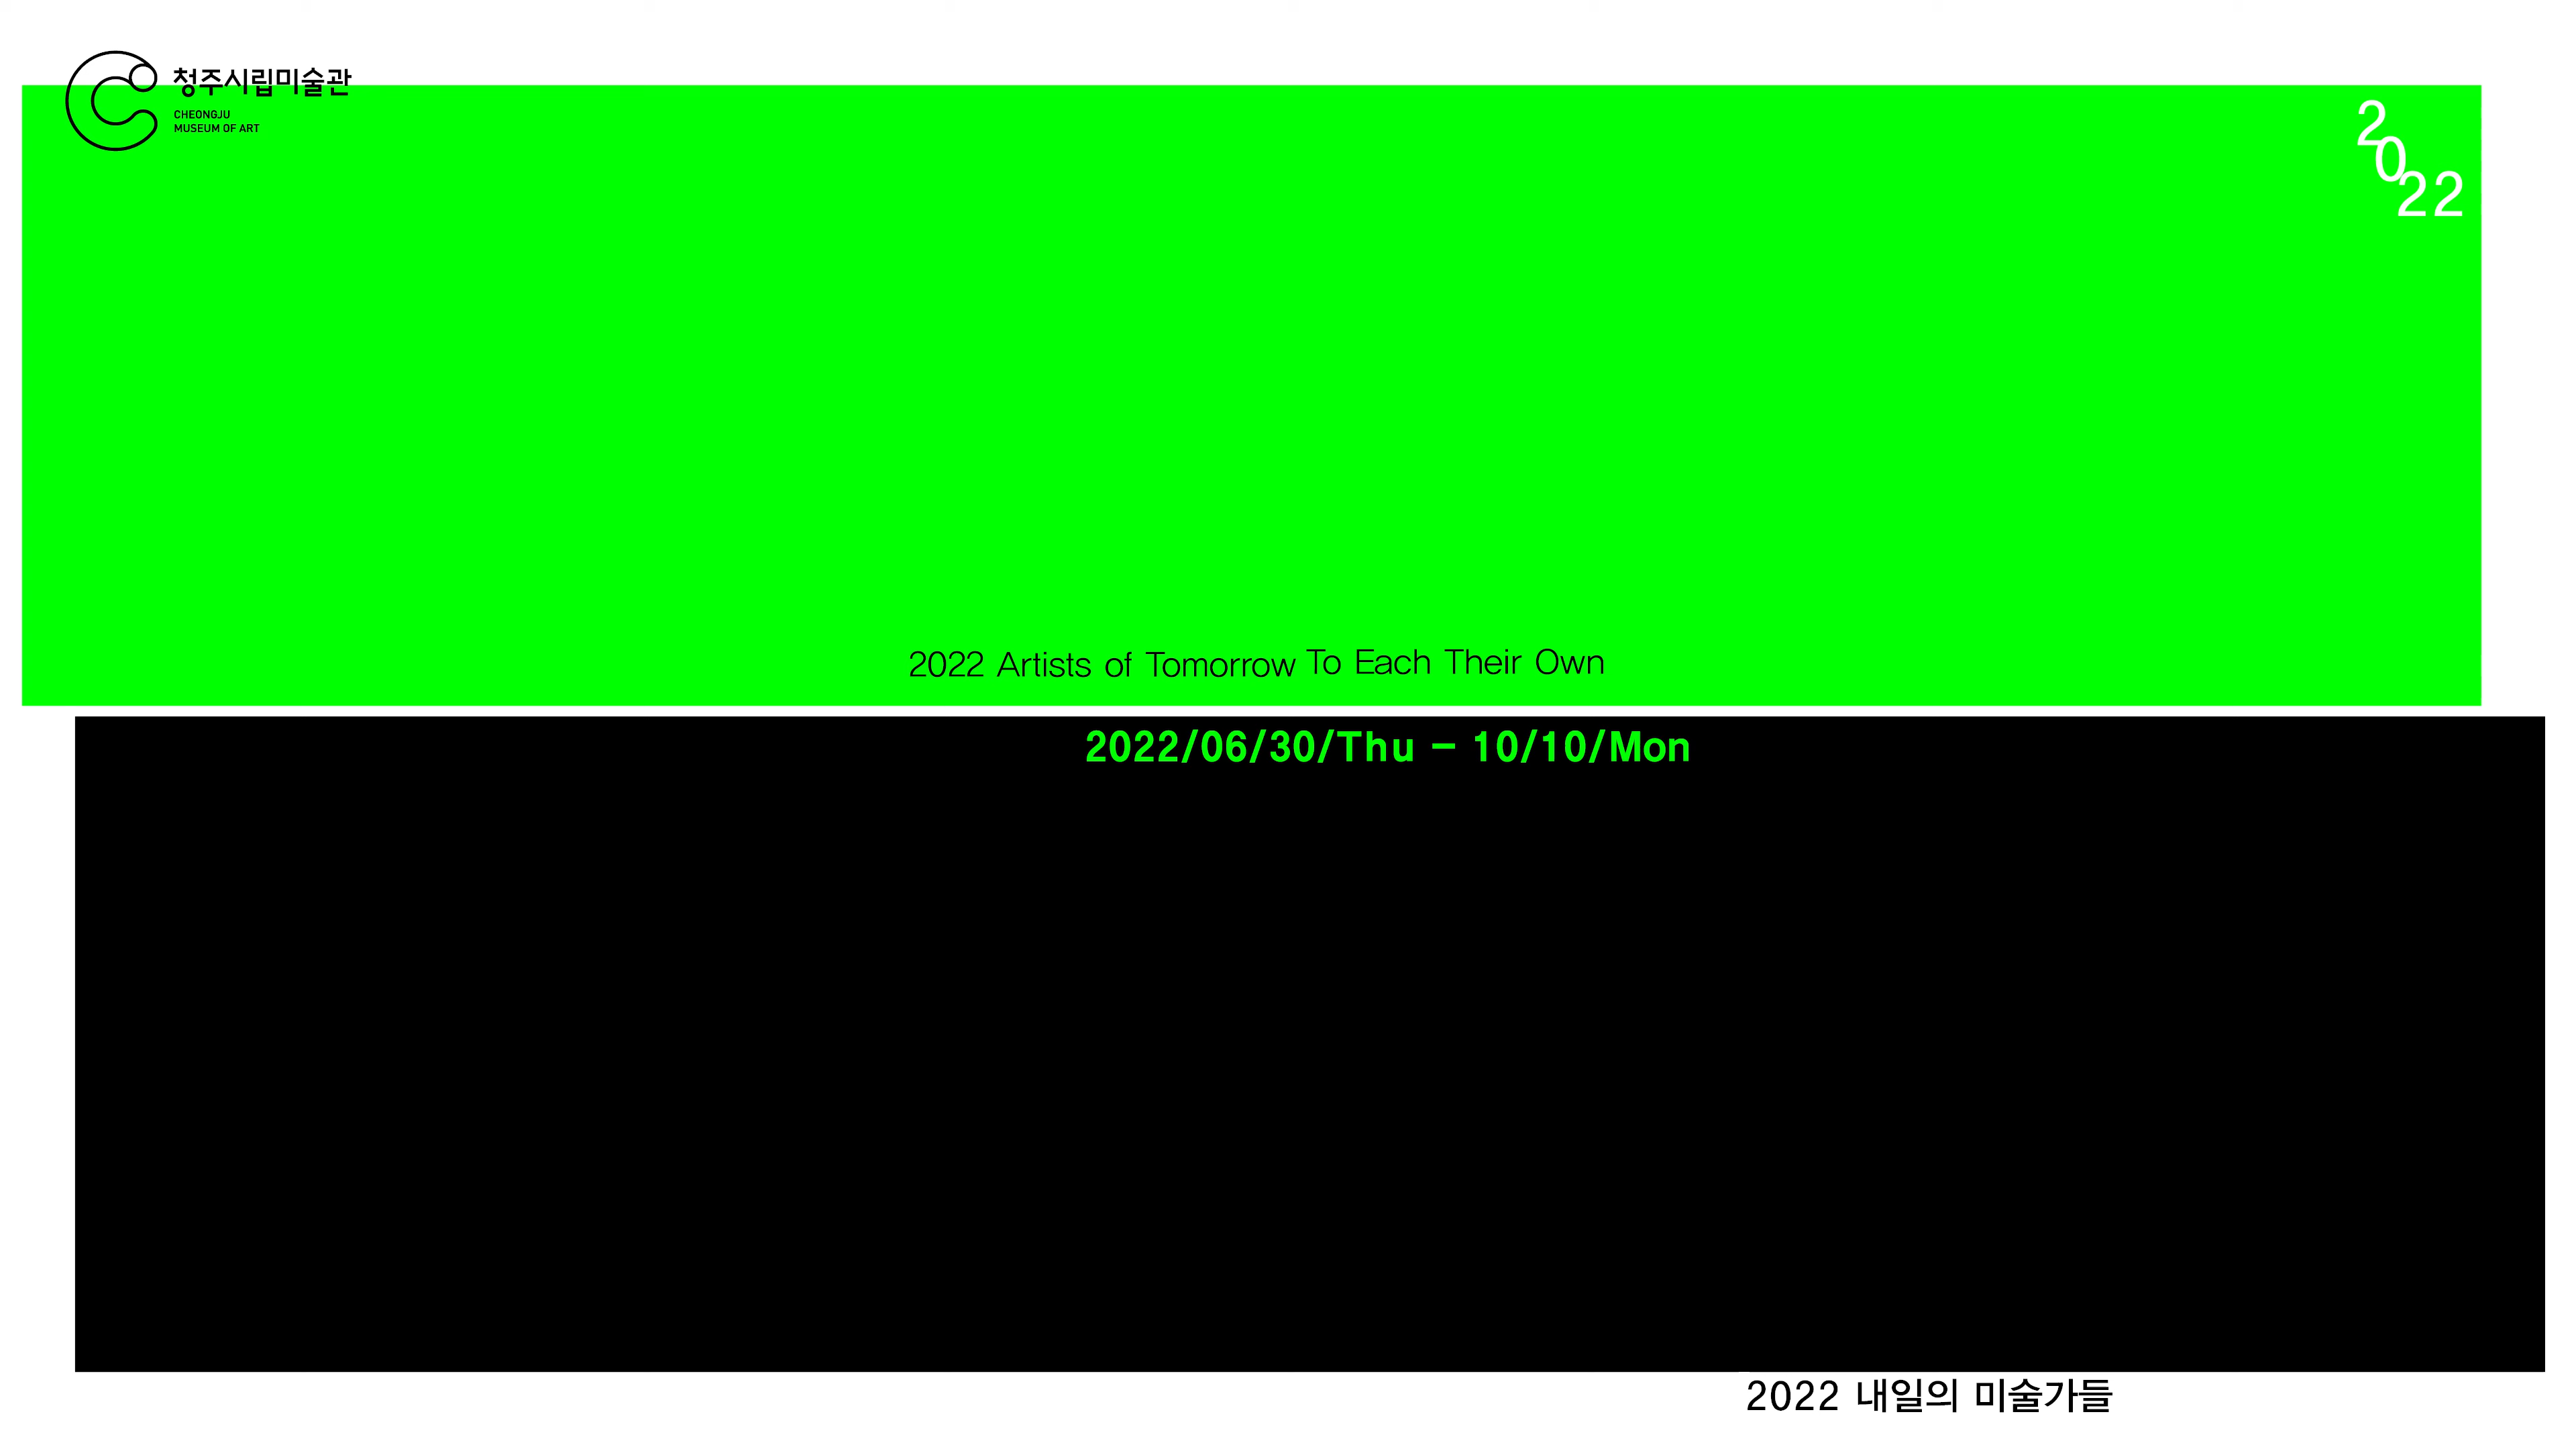 청주시립미술관
CHEONGJU
MUSEUM OF ART
2022
2022 Artists of Tomorrow To Each Their Own
2022/06/30/Thu – 10/10/Mon
2022 내일의 미술가들